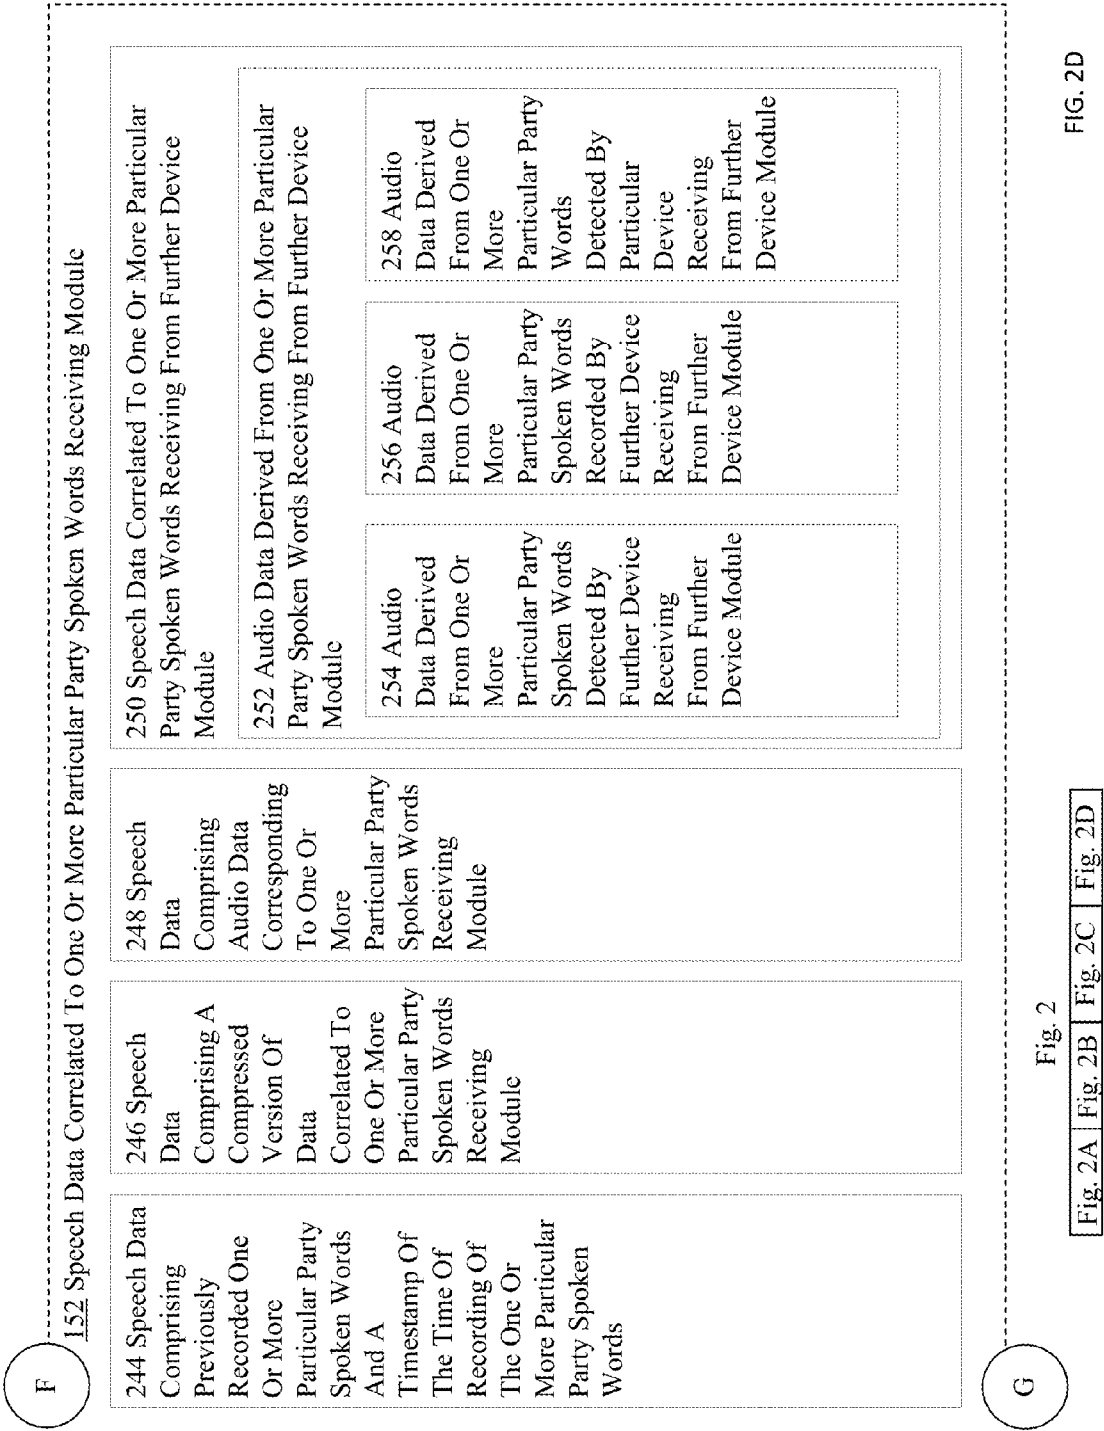 F
152 Speech Data Correlated To One Or More Particular Party Spoken Words Receiving Module
244 Speech Data
Comprising
Previously
Recorded One
Or More
Particular Party
Spoken Words
And A
Timestamp Of
The Time Of
Recording Of
The One Or
More Particular
Party Spoken
Words
246 Speech
Data
Comprising A
Compressed
Version Of
Data
Correlated To
One Or More
Particular Party
Spoken Words
Receiving
Module
248 Speech
Data
Comprising
Audio Data
Corresponding
To One Or
More
Particular Party
Spoken Words
Receiving
Module
250 Speech Data Correlated To One Or More Particular
Party Spoken Words Receiving From Further Device
Module
252 Audio Data Derived From One Or More Particular
Party Spoken Words Receiving From Further Device
Module
254 Audio
Data Derived
From One Or
More
Particular Party
Spoken Words
Detected By
Further Device
Receiving
From Further
Device Module
256 Audio
Data Derived
From One Or
More
Particular Party
Spoken Words
Recorded By
Further Device
Receiving
From Further
Device Module
258 Audio
Data Derived
From One Or
More
Particular Party
Words
Detected By
Particular
Device
Receiving
From Further
Device Module
G
Fig. 2
Fig. 2A Fig. 2B Fig. 2C Fig. 2D
FIG. 2D